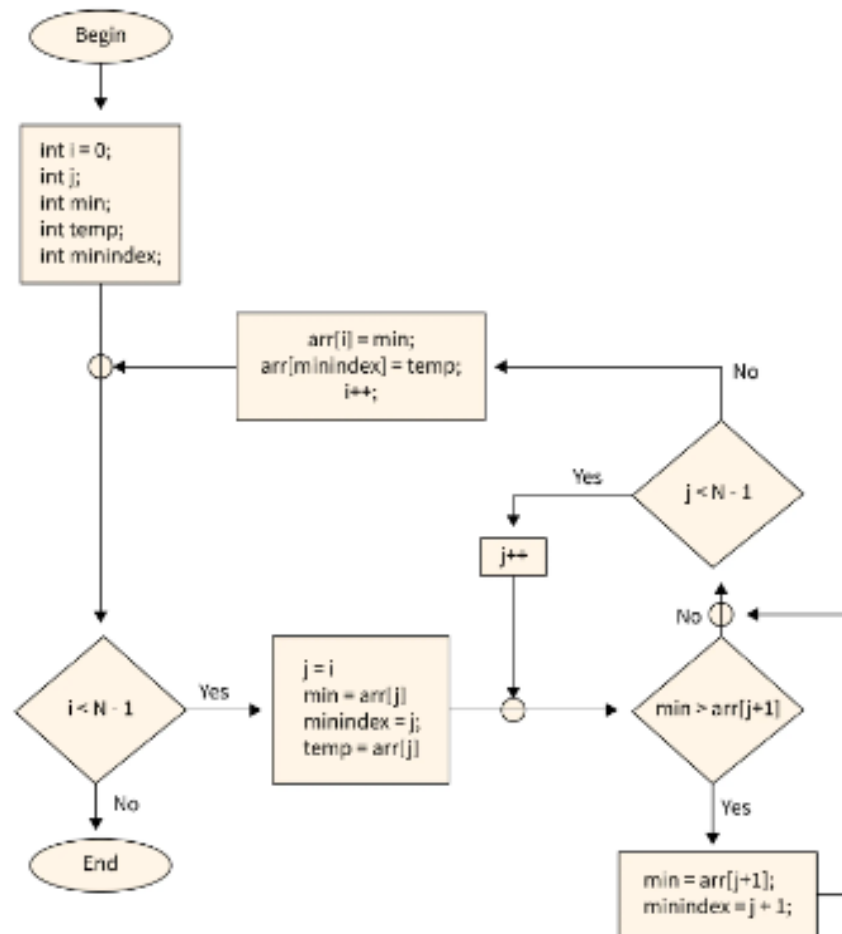 Begin
int i = 0;
int j;
int min;
int temp;
int minindex;
arr[i] = min;
arr[minindex] = temp;
i++;
No
Yes
j < N - 1
j++
No
i < N - 1
Yes
j = i
min = arr[j]
minindex = j;
temp = arr[j]
min > arr[j+1]
No
Yes
End
min = arr[j+1];
minindex = j + 1;